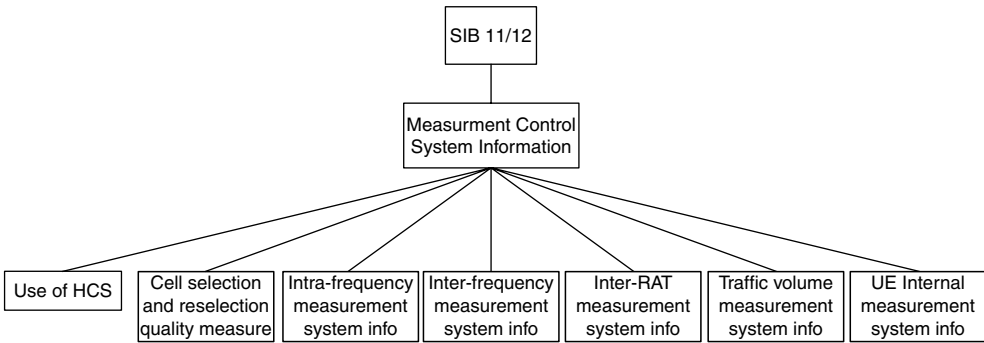 SIB 11/12
Measurment Control
System Information
Use of HCS
Cell selection
and reselection
quality measure
Intra-frequency
measurement
system info
Inter-frequency
measurement
system info
Inter-RAT
measurement
system info
Traffic volume
measurement
system info
UE Internal
measurement
system info